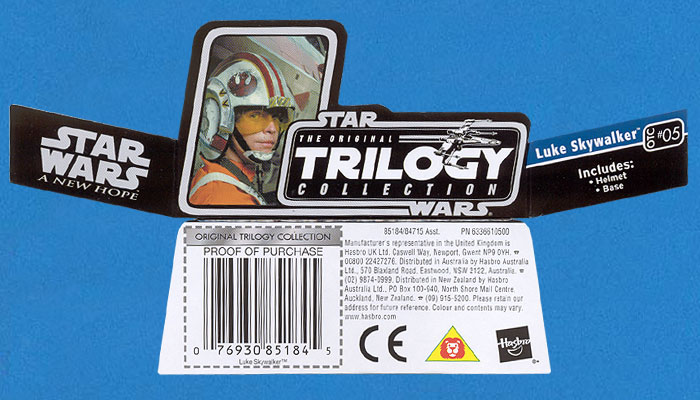 STAR
WARS
A NEW HOPE
STAR
THE ORIGINAL
TRILOGY
COLLECTION
WARS
Luke Skywalker™
OTC #05
Includes:
• Helmet
• Base
ORIGINAL TRILOGY COLLECTION
PROOF OF PURCHASE
0 76930 85184 5
Luke Skywalker™
85184/84715 Asst. PN 6336610500
Manufacturer's representative in the United Kingdom is
Hasbro UK Ltd. Caswell Way, Newport, Gwent NP9 0YH. ☎
00800 22427276. Distributed in Australia by Hasbro Australia
Ltd., 570 Blaxland Road, Eastwood, NSW 2122, Australia. ☎
(02) 9874-0999. Distributed in New Zealand by Hasbro
Australia Ltd., PO Box 100-940, North Shore Mail Centre,
Auckland, New Zealand. ☎ (09) 915-5200. Please retain our
address for future reference. Colour and contents may vary.
www.hasbro.com
CE
Hasbro